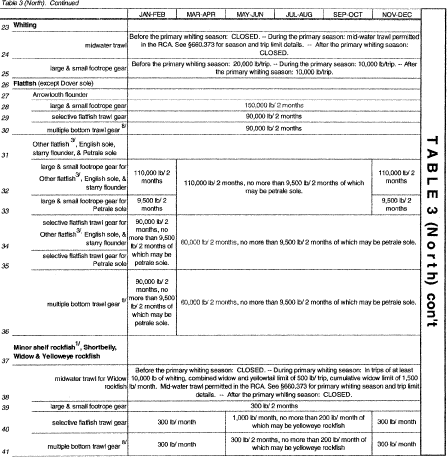 Table 3 (North). Continued
JAN-FEB MAR-APR MAY-JUN JUL-AUG SEP-OCT NOV-DEC
23 Whiting
24 midwater trawl
Before the primary whiting season: CLOSED. -- During the primary season: mid-water trawl permitted
in the RCA. See §660.373 for season and trip limit details. -- After the primary whiting season:
CLOSED.
25 large & small footrope gear
Before the primary whiting season: 20,000 lb/trip. -- During the primary season: 10,000 lb/trip. -- After
the primary whiting season: 10,000 lb/trip.
26 Flatfish (except Dover sole)
27 Arrowtooth flounder
28 large & small footrope gear 150,000 lb/ 2 months
29 selective flatfish trawl gear 90,000 lb/ 2 months
30 multiple bottom trawl gear 8/ 90,000 lb/ 2 months
31 Other flatfish 3/, English sole,
starry flounder, & Petrale sole
32 large & small footrope gear for
Other flatfish 3/, English sole, &
starry flounder
110,000 lb/ 2
months
110,000 lb/ 2 months, no more than 9,500 lb/ 2 months of which
may be petrale sole.
110,000 lb/ 2
months
33 large & small footrope gear for
Petrale sole
9,500 lb/ 2
months
9,500 lb/ 2
months
34 selective flatfish trawl gear for
Other flatfish 3/, English sole, &
starry flounder
35 selective flatfish trawl gear for
Petrale sole
90,000 lb/ 2
months, no
more than 9,500
lb/ 2 months of
which may be
petrale sole.
60,000 lb/ 2 months, no more than 9,500 lb/ 2 months of which may be petrale sole.
36 multiple bottom trawl gear 8/
90,000 lb/ 2
months, no
more than 9,500
lb/ 2 months of
which may be
petrale sole.
60,000 lb/ 2 months, no more than 9,500 lb/ 2 months of which may be petrale sole.
37 Minor shelf rockfish 1/, Shortbelly,
Widow & Yelloweye rockfish
38 midwater trawl for Widow
rockfish
Before the primary whiting season: CLOSED. -- During primary whiting season: In trips of at least
10,000 lb of whiting, combined widow and yellowtail limit of 500 lb/ trip, cumulative widow limit of 1,500
lb/ month. Mid-water trawl permitted in the RCA. See §660.373 for primary whiting season and trip limit
details. -- After the primary whiting season: CLOSED.
39 large & small footrope gear 300 lb/ 2 months
40 selective flatfish trawl gear 300 lb/ month
1,000 lb/ month, no more than 200 lb/ month of
which may be yelloweye rockfish
300 lb/ month
41 multiple bottom trawl gear 8/ 300 lb/ month
300 lb/ 2 months, no more than 200 lb/ month of
which may be yelloweye rockfish
300 lb/ month
TABLE 3 (North) con't